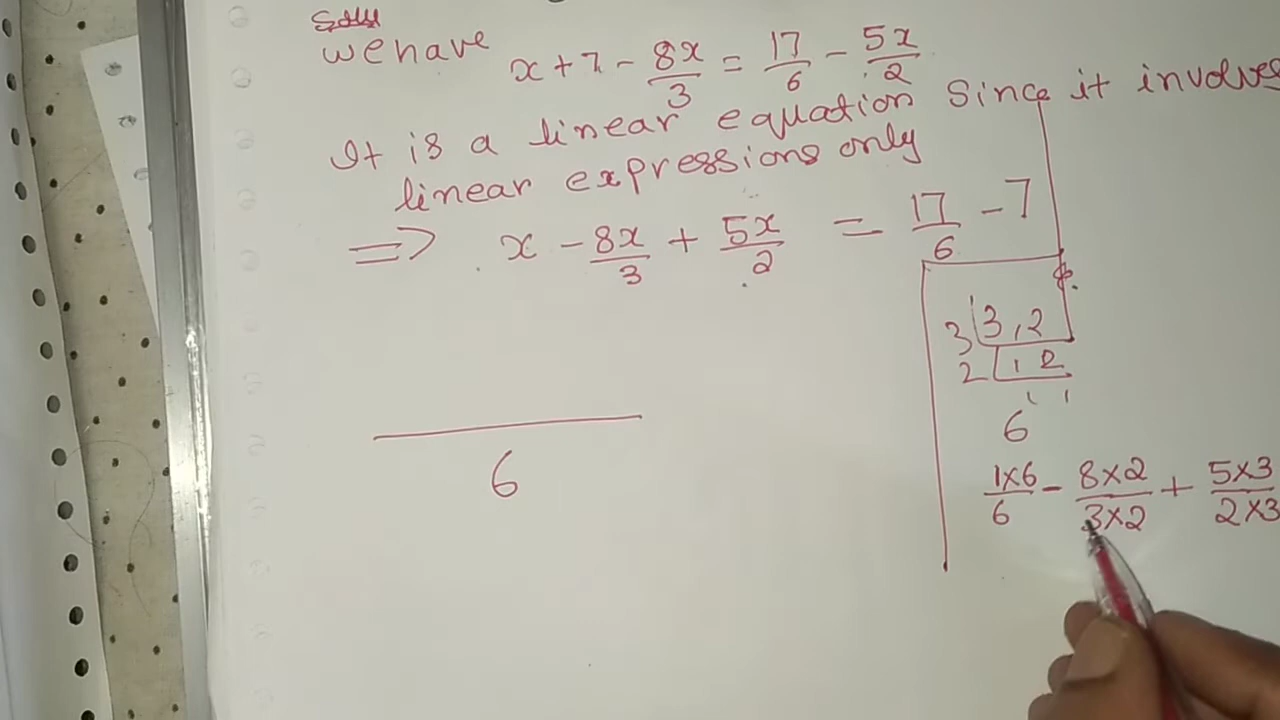 Soln
we have x + 7 - 8x/3 = 17/6 - 5x/2
It is a linear equation Since it involves
linear expressions only
=> x - 8x/3 + 5x/2 = 17/6 - 7
3 | 3, 2
2 | 1 2
1 1
6
6
1×6/6 - 8×2/3×2 + 5×3/2×3